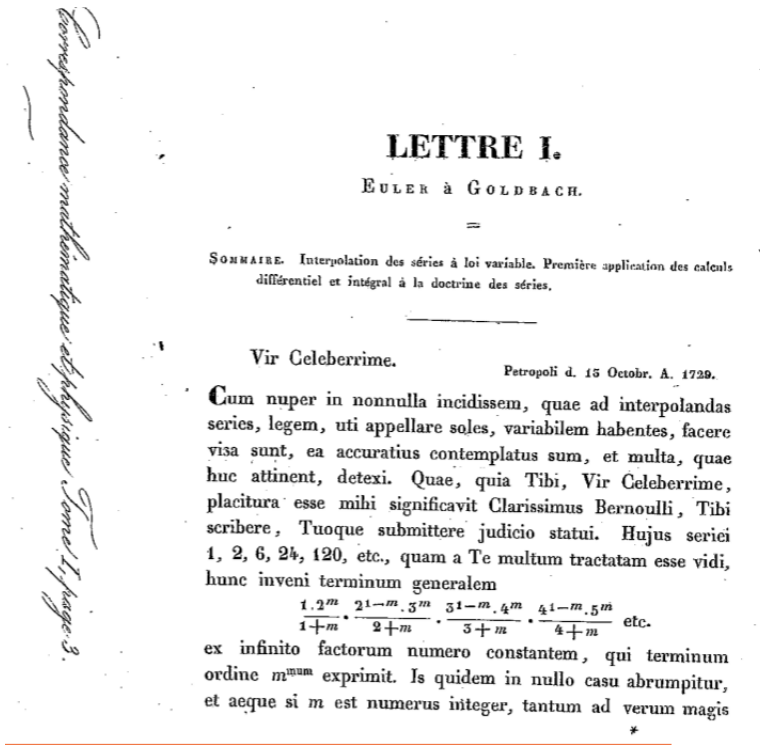 Correspondance mathématique et physique Tome I, page 3.
LETTRE I.
EULER à GOLDBACH.
SOMMAIRE. Interpolation des séries à loi variable. Première application des calculs
différentiel et intégral à la doctrine des séries.
Vir Celeberrime.
Petropoli d. 15 Octobr. A. 1729.
Cum nuper in nonnulla incidissem, quae ad interpolandas
series, legem, uti appellare soles, variabilem habentes, facere
visa sunt, ea accuratius contemplatus sum, et multa, quae
huc attinent, detexi. Quae, quia Tibi, Vir Celeberrime,
placitura esse mihi significavit Clarissimus Bernoulli, Tibi
scribere, Tuoque submittere judicio statui. Hujus seriei
1, 2, 6, 24, 120, etc., quam a Te multum tractatam esse vidi,
hunc inveni terminum generalem
1.2^m/1+m · 2^{1-m}.3^m/2+m · 3^{1-m}.4^m/3+m · 4^{1-m}.5^m/4+m etc.
ex infinito factorum numero constantem, qui terminum
ordine m^{mum} exprimit. Is quidem in nullo casu abrumpitur,
et aeque si m est numerus integer, tantum ad verum magis
*